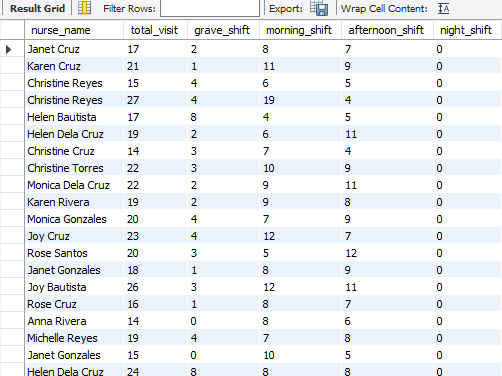 Result Grid Filter Rows: Export: Wrap Cell Content:
nurse_name total_visit grave_shift morning_shift afternoon_shift night_shift
Janet Cruz 17 2 8 7 0
Karen Cruz 21 1 11 9 0
Christine Reyes 15 4 6 5 0
Christine Reyes 27 4 19 4 0
Helen Bautista 17 8 4 5 0
Helen Dela Cruz 19 2 6 11 0
Christine Cruz 14 3 7 4 0
Christine Torres 22 3 10 9 0
Monica Dela Cruz 22 2 9 11 0
Karen Rivera 19 2 9 8 0
Monica Gonzales 20 4 7 9 0
Joy Cruz 23 4 12 7 0
Rose Santos 20 3 5 12 0
Janet Gonzales 18 1 8 9 0
Joy Bautista 26 3 12 11 0
Rose Cruz 16 1 8 7 0
Anna Rivera 14 0 8 6 0
Michelle Reyes 19 4 7 8 0
Janet Gonzales 15 0 10 5 0
Helen Dela Cruz 24 8 8 8 0